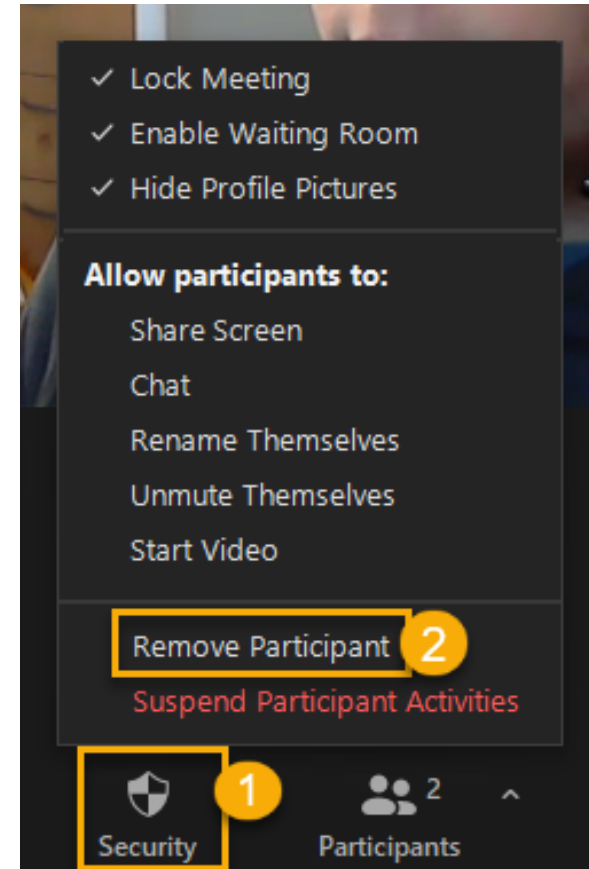 ✓ Lock Meeting
✓ Enable Waiting Room
✓ Hide Profile Pictures
Allow participants to:
Share Screen
Chat
Rename Themselves
Unmute Themselves
Start Video
Remove Participant 2
Suspend Participant Activities
1 2
Security Participants